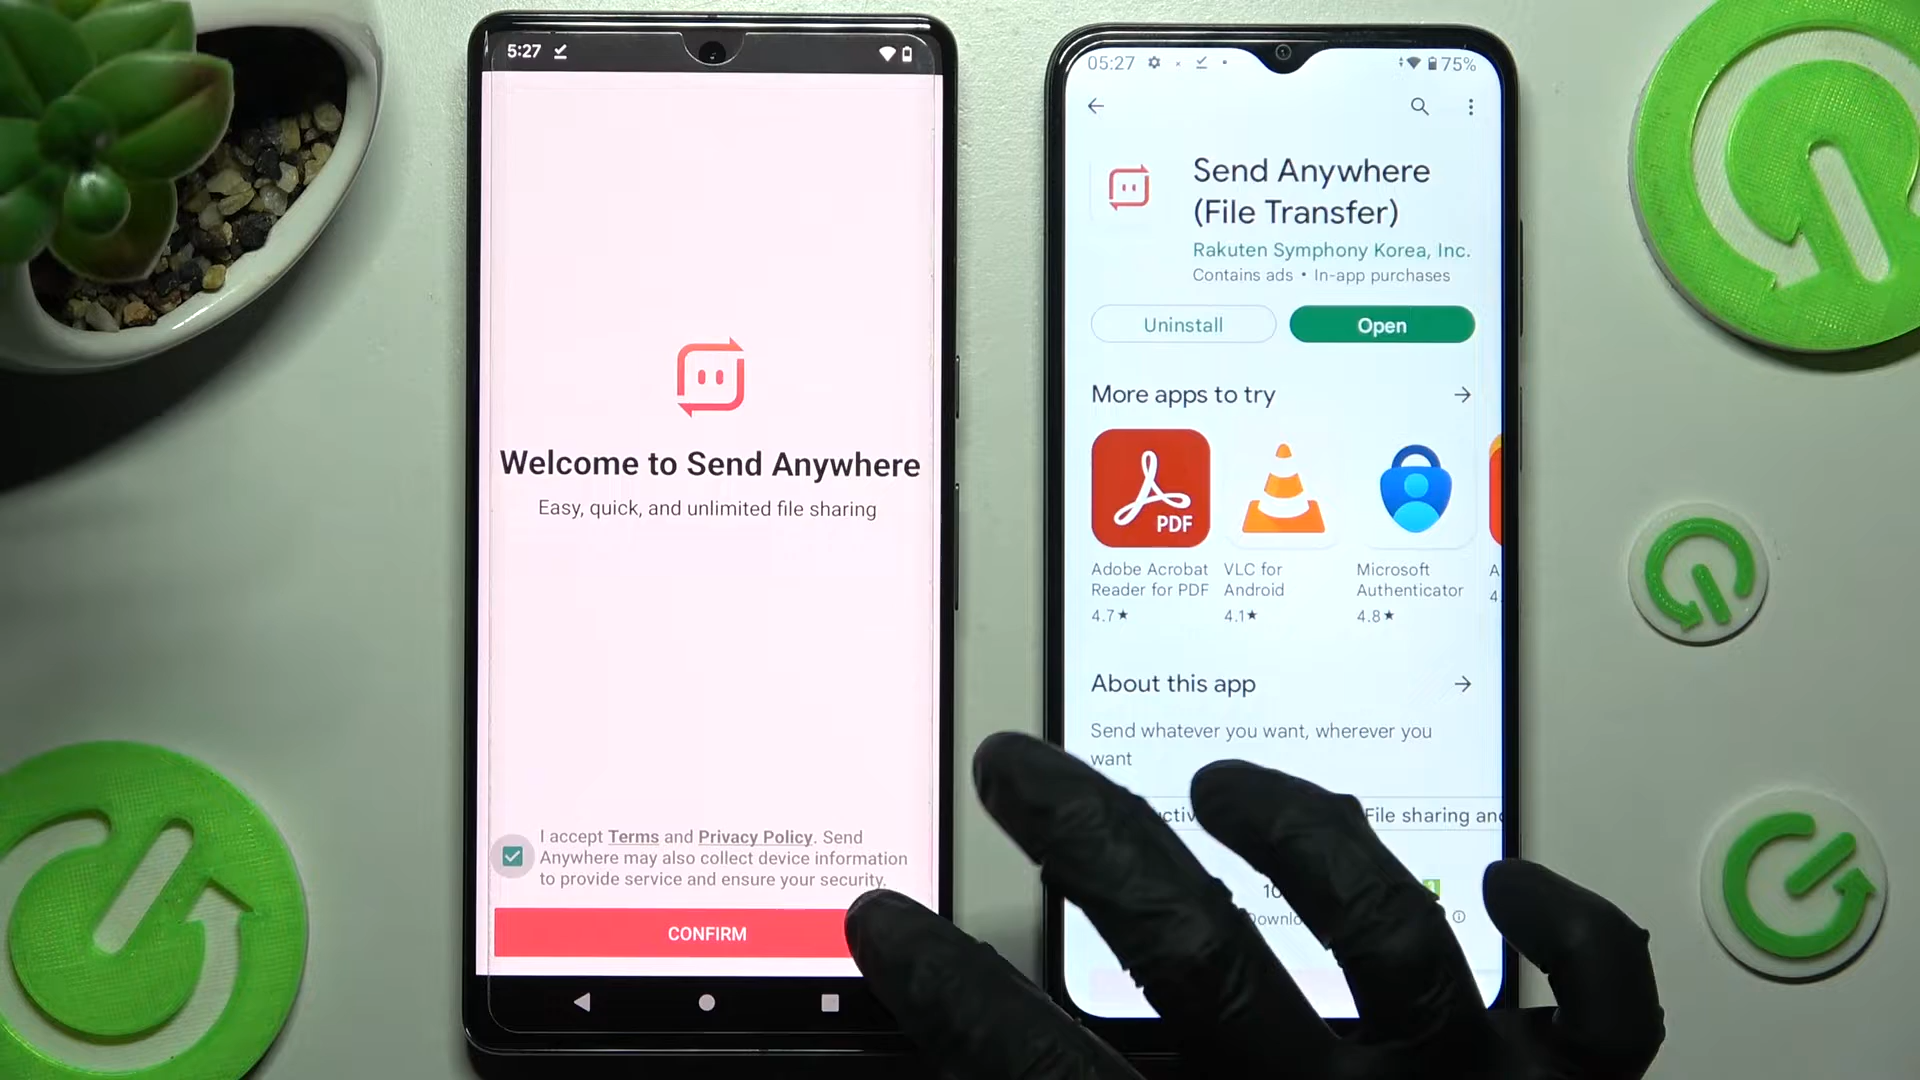 5:27
Welcome to Send Anywhere
Easy, quick, and unlimited file sharing
I accept Terms and Privacy Policy. Send
Anywhere may also collect device information
to provide service and ensure your security.
CONFIRM
05:27
75%
Send Anywhere
(File Transfer)
Rakuten Symphony Korea, Inc.
Contains ads • In-app purchases
Uninstall
Open
More apps to try
PDF
Adobe Acrobat
Reader for PDF
4.7★
VLC for
Android
4.1★
Microsoft
Authenticator
4.8★
A
4.
About this app
Send whatever you want, wherever you
want
File sharing and